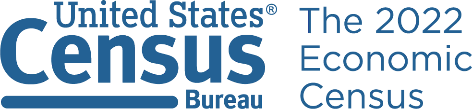 United States®
Census
Bureau
The 2022
Economic
Census